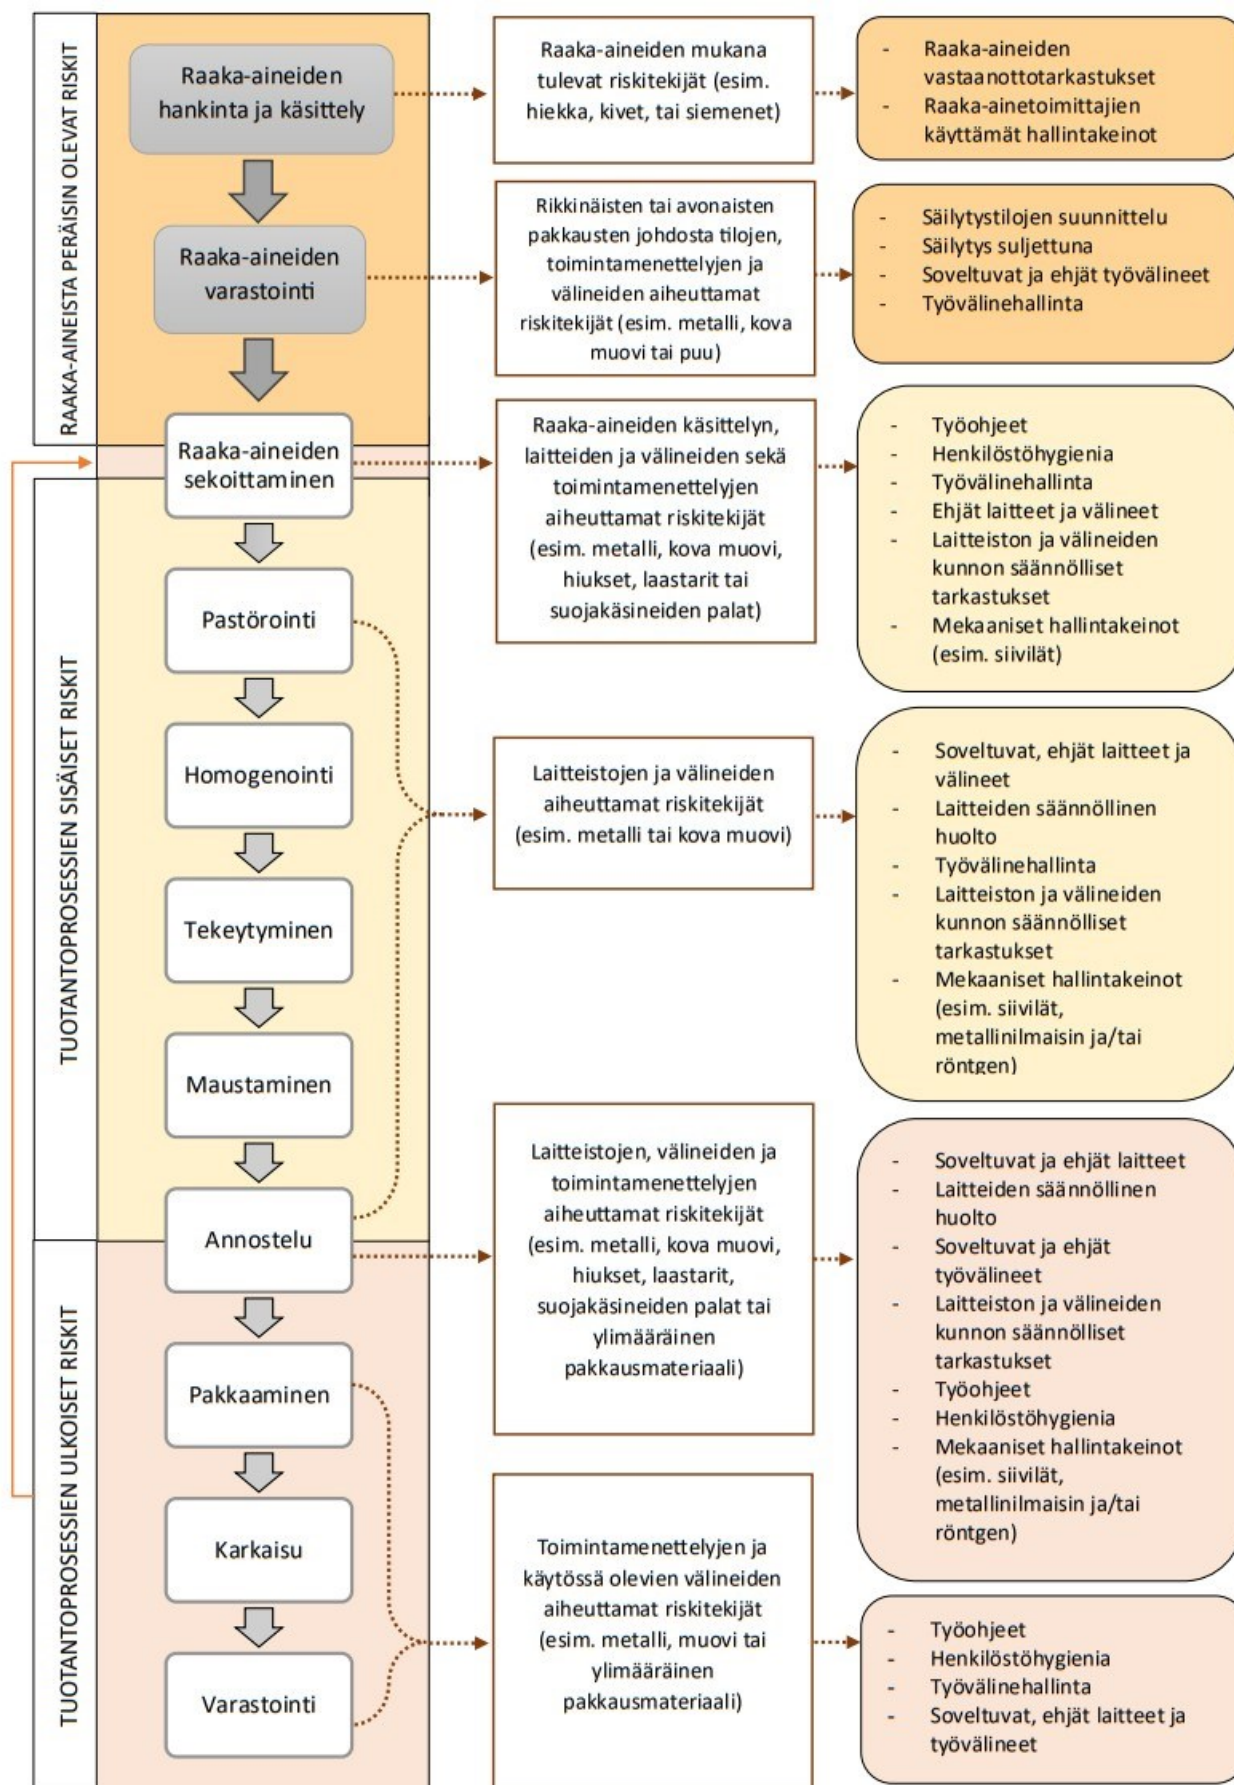 RAAKA-AINEISTA PERÄISIN OLEVAT RISKIT
Raaka-aineiden
hankinta ja käsittely
Raaka-aineiden mukana
tulevat riskitekijät (esim.
hiekka, kivet, tai siemenet)
- Raaka-aineiden
vastaanottotarkastukset
- Raaka-ainetoimittajien
käyttämät hallintakeinot
Raaka-aineiden
varastointi
Rikkinäisten tai avonaisten
pakkausten johdosta tilojen,
toimintamenettelyjen ja
välineiden aiheuttamat
riskitekijät (esim. metalli, kova
muovi tai puu)
- Säilytystilojen suunnittelu
- Säilytys suljettuna
- Soveltuvat ja ehjät työvälineet
- Työvälinehallinta
Raaka-aineiden
sekoittaminen
Raaka-aineiden käsittelyn,
laitteiden ja välineiden sekä
toimintamenettelyjen
aiheuttamat riskitekijät
(esim. metalli, kova muovi,
hiukset, laastarit tai
suojakäsineiden palat)
- Työohjeet
- Henkilöstöhygienia
- Työvälinehallinta
- Ehjät laitteet ja välineet
- Laitteiston ja välineiden
kunnon säännölliset
tarkastukset
- Mekaaniset hallintakeinot
(esim. siivilät)
TUOTANTOPROSESSIEN SISÄISET RISKIT
Pastörointi
Homogenointi
Tekeytyminen
Maustaminen
Annostelu
Laitteistojen ja välineiden
aiheuttamat riskitekijät
(esim. metalli tai kova muovi)
- Soveltuvat, ehjät laitteet ja
välineet
- Laitteiden säännöllinen
huolto
- Työvälinehallinta
- Laitteiston ja välineiden
kunnon säännölliset
tarkastukset
- Mekaaniset hallintakeinot
(esim. siivilät,
metallinilmaisin ja/tai
röntgen)
Laitteistojen, välineiden ja
toimintamenettelyjen
aiheuttamat riskitekijät
(esim. metalli, kova muovi,
hiukset, laastarit,
suojakäsineiden palat tai
ylimääräinen
pakkausmateriaali)
- Soveltuvat ja ehjät laitteet
- Laitteiden säännöllinen
huolto
- Soveltuvat ja ehjät
työvälineet
- Laitteiston ja välineiden
kunnon säännölliset
tarkastukset
- Työohjeet
- Henkilöstöhygienia
- Mekaaniset hallintakeinot
(esim. siivilät,
metallinilmaisin ja/tai
röntgen)
TUOTANTOPROSESSIEN ULKOISET RISKIT
Pakkaaminen
Karkaisu
Varastointi
Toimintamenettelyjen ja
käytössä olevien välineiden
aiheuttamat riskitekijät
(esim. metalli, muovi tai
ylimääräinen
pakkausmateriaali)
- Työohjeet
- Henkilöstöhygienia
- Työvälinehallinta
- Soveltuvat, ehjät laitteet ja
työvälineet